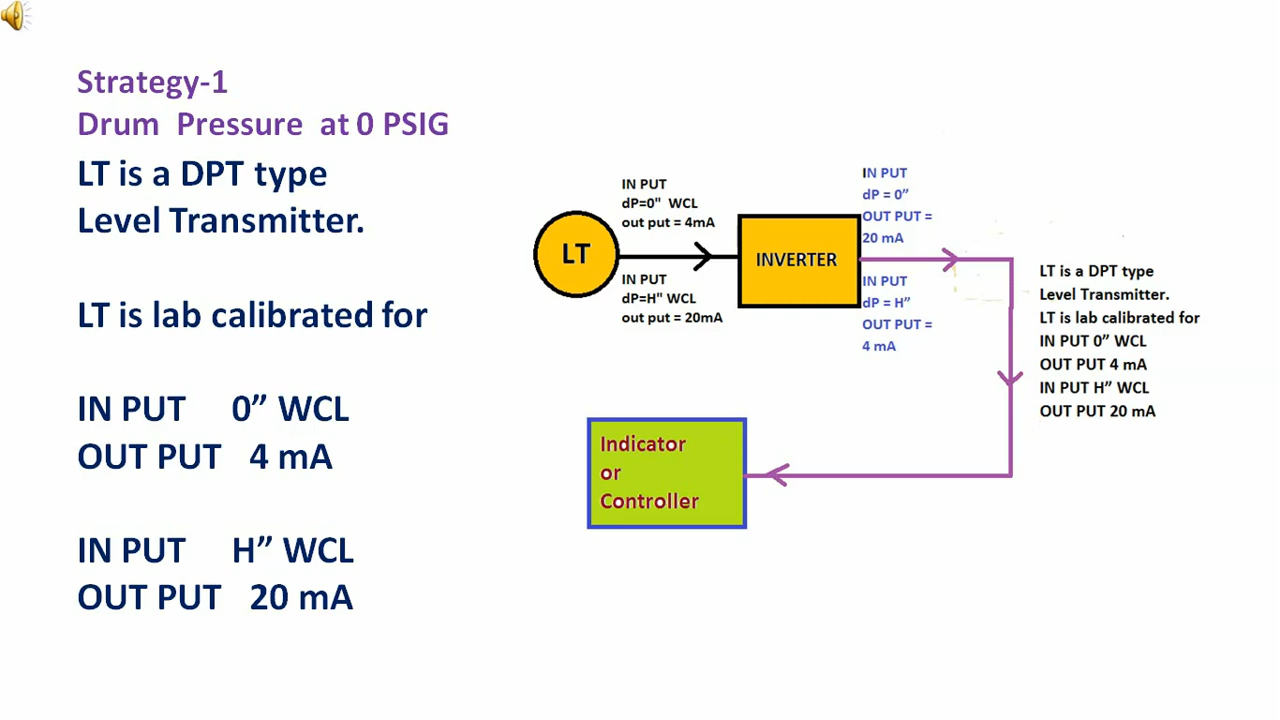 Strategy-1
Drum Pressure at 0 PSIG
LT is a DPT type
Level Transmitter.
LT is lab calibrated for
IN PUT 0” WCL
OUT PUT 4 mA
IN PUT H” WCL
OUT PUT 20 mA
LT
IN PUT
dP=0" WCL
out put = 4mA
IN PUT
dP=H" WCL
out put = 20mA
INVERTER
IN PUT
dP = 0”
OUT PUT =
20 mA
IN PUT
dP = H”
OUT PUT =
4 mA
LT is a DPT type
Level Transmitter.
LT is lab calibrated for
IN PUT 0” WCL
OUT PUT 4 mA
IN PUT H” WCL
OUT PUT 20 mA
Indicator
or
Controller